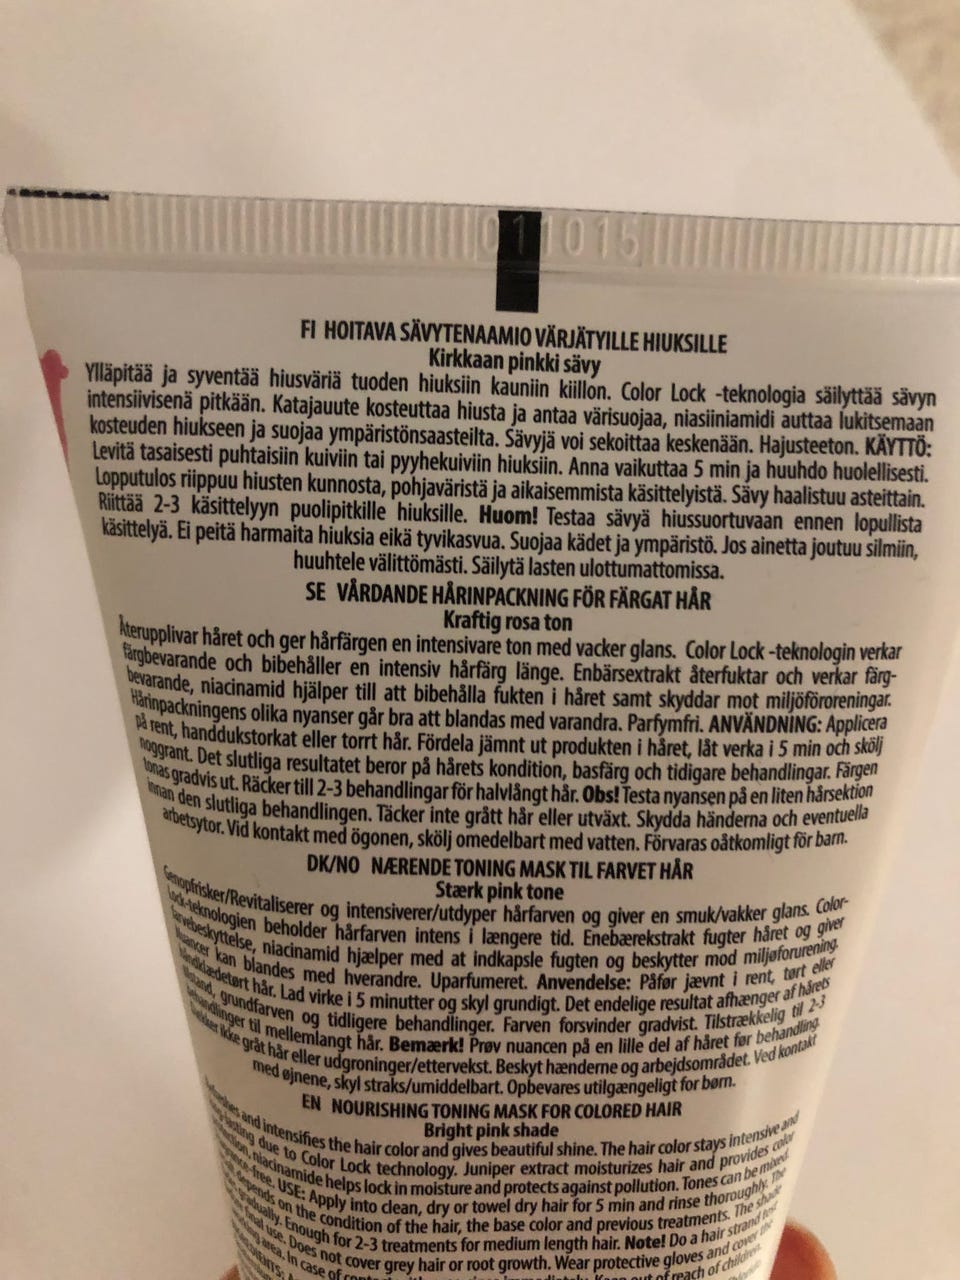 011015
FI HOITAVA SÄVYTENAAMIO VÄRJÄTYILLE HIUKSILLE
Kirkkaan pinkki sävy
Ylläpitää ja syventää hiusväriä tuoden hiuksiin kauniin kiillon. Color Lock -teknologia säilyttää sävyn
intensiivisenä pitkään. Katajauute kosteuttaa hiusta ja antaa värisuojaa, niasiiniamidi auttaa lukitsemaan
kosteuden hiukseen ja suojaa ympäristönsaasteilta. Sävyjä voi sekoittaa keskenään. Hajusteeton. KÄYTTÖ:
Levitä tasaisesti puhtaisiin kuiviin tai pyyhekuiviin hiuksiin. Anna vaikuttaa 5 min ja huuhdo huolellisesti.
Lopputulos riippuu hiusten kunnosta, pohjaväristä ja aikaisemmista käsittelyistä. Sävy haalistuu asteittain.
Riittää 2-3 käsittelyyn puolipitkille hiuksille. Huom! Testaa sävyä hiussuortuvaan ennen lopullista
käsittelyä. Ei peitä harmaita hiuksia eikä tyvikasvua. Suojaa kädet ja ympäristö. Jos ainetta joutuu silmiin,
huuhtele välittömästi. Säilytä lasten ulottumattomissa.
SE VÅRDANDE HÅRINPACKNING FÖR FÄRGAT HÅR
Kraftig rosa ton
Återupplivar håret och ger hårfärgen en intensivare ton med vacker glans. Color Lock -teknologin verkar
färgbevarande och bibehåller en intensiv hårfärg länge. Enbärsextrakt återfuktar och verkar färg-
bevarande, niacinamid hjälper till att bibehålla fukten i håret samt skyddar mot miljöföroreningar.
Hårinpackningens olika nyanser går bra att blandas med varandra. Parfymfri. ANVÄNDNING: Applicera
på rent, handdukstorkat eller torrt hår. Fördela jämnt ut produkten i håret, låt verka i 5 min och skölj
noggrant. Det slutliga resultatet beror på hårets kondition, basfärg och tidigare behandlingar. Färgen
tonas gradvis ut. Räcker till 2-3 behandlingar för halvlångt hår. Obs! Testa nyansen på en liten hårsektion
innan den slutliga behandlingen. Täcker inte grått hår eller utväxt. Skydda händerna och eventuella
arbetsytor. Vid kontakt med ögonen, skölj omedelbart med vatten. Förvaras oåtkomligt för barn.
DK/NO NÆRENDE TONING MASK TIL FARVET HÅR
Stærk pink tone
Genopfrisker/Revitaliserer og intensiverer/utdyper hårfarven og giver en smuk/vakker glans. Color-
Lock-teknologien beholder hårfarven intens i længere tid. Enebærekstrakt fugter håret og giver
farvebeskyttelse, niacinamid hjælper med at indkapsle fugten og beskytter mod miljøforurening.
Nuancer kan blandes med hverandre. Uparfumeret. Anvendelse: Påfør jævnt i rent, tørt eller
håndklædetørt hår. Lad virke i 5 minutter og skyl grundigt. Det endelige resultat afhænger af hårets
tilstand, grundfarven og tidligere behandlinger. Farven forsvinder gradvist. Tilstrækkelig til 2-3
behandlinger til mellemlangt hår. Bemærk! Prøv nuancen på en lille del af håret før behandling.
Dækker ikke gråt hår eller udgroninger/ettervekst. Beskyt hænderne og arbejdsområdet. Ved kontakt
med øjnene, skyl straks/umiddelbart. Opbevares utilgængeligt for børn.
EN NOURISHING TONING MASK FOR COLORED HAIR
Bright pink shade
Refreshes and intensifies the hair color and gives beautiful shine. The hair color stays intensive and
long-lasting due to Color Lock technology. Juniper extract moisturizes hair and provides color
protection, niacinamide helps lock in moisture and protects against pollution. Tones can be mixed.
USE: Apply into clean, dry or towel dry hair for 5 min and rinse thoroughly. The
depends on the condition of the hair, the base color and previous treatments. The shade
gradually. Enough for 2-3 treatments for medium length hair. Note! Do a hair strand test
final use. Does not cover grey hair or root growth. Wear protective gloves and cover the
area. In case of out of reach of children.